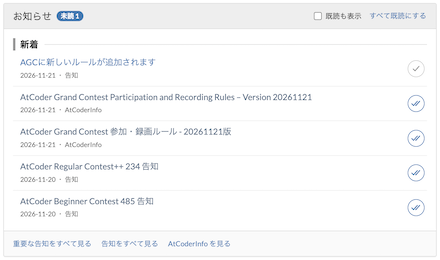 お知らせ 未読 1 既読も表示 すべて既読にする
新着
AGCに新しいルールが追加されます
2026-11-21 ・ 告知
AtCoder Grand Contest Participation and Recording Rules – Version 20261121
2026-11-21 ・ AtCoderInfo
AtCoder Grand Contest 参加・録画ルール - 20261121版
2026-11-21 ・ AtCoderInfo
AtCoder Regular Contest++ 234 告知
2026-11-20 ・ 告知
AtCoder Beginner Contest 485 告知
2026-11-20 ・ 告知
重要な告知をすべて見る 告知をすべて見る AtCoderInfo を見る